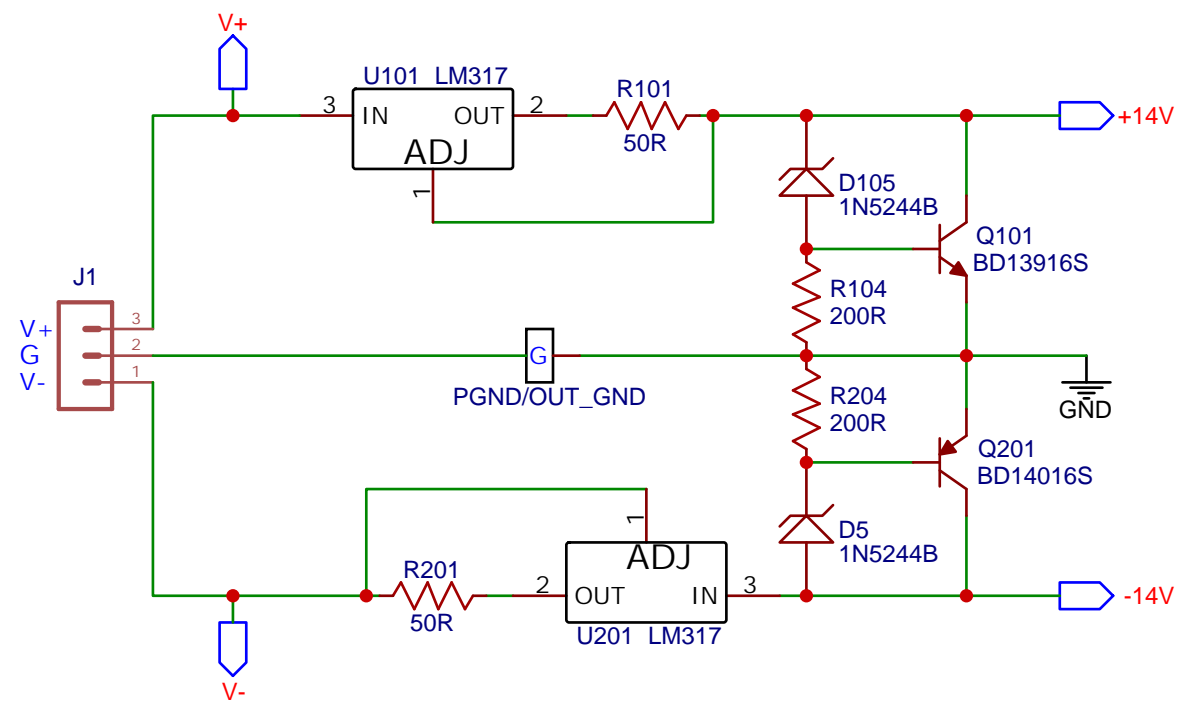 V+
U101 LM317
3
IN
OUT
2
ADJ
1
R101
50R
+14V
D105
1N5244B
Q101
BD13916S
J1
V+
G
V-
3
2
1
R104
200R
G
PGND/OUT_GND
GND
R204
200R
Q201
BD14016S
1
ADJ
D5
1N5244B
R201
50R
2
OUT
IN
3
U201 LM317
-14V
V-